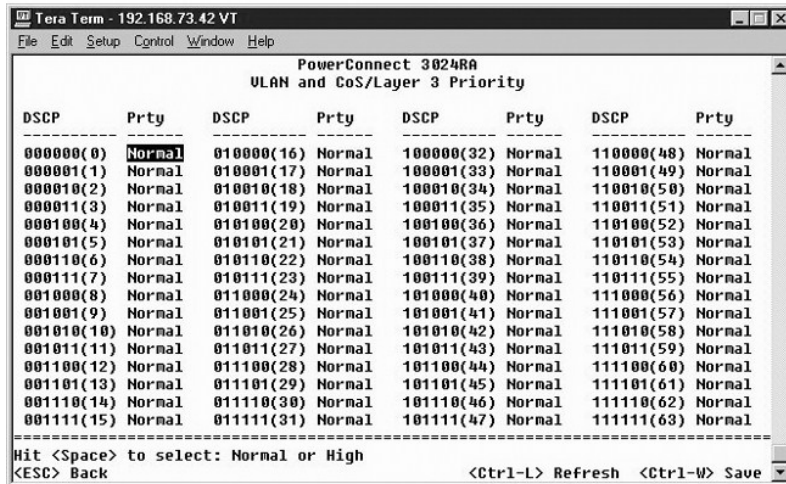 Tera Term - 192.168.73.42 VT
File Edit Setup Control Window Help
PowerConnect 3024RA
VLAN and CoS/Layer 3 Priority
DSCP Prty DSCP Prty DSCP Prty DSCP Prty
----------- ------- ----------- ------- ----------- ------- ----------- -------
000000(0) Normal 010000(16) Normal 100000(32) Normal 110000(48) Normal
000001(1) Normal 010001(17) Normal 100001(33) Normal 110001(49) Normal
000010(2) Normal 010010(18) Normal 100010(34) Normal 110010(50) Normal
000011(3) Normal 010011(19) Normal 100011(35) Normal 110011(51) Normal
000100(4) Normal 010100(20) Normal 100100(36) Normal 110100(52) Normal
000101(5) Normal 010101(21) Normal 100101(37) Normal 110101(53) Normal
000110(6) Normal 010110(22) Normal 100110(38) Normal 110110(54) Normal
000111(7) Normal 010111(23) Normal 100111(39) Normal 110111(55) Normal
001000(8) Normal 011000(24) Normal 101000(40) Normal 111000(56) Normal
001001(9) Normal 011001(25) Normal 101001(41) Normal 111001(57) Normal
001010(10) Normal 011010(26) Normal 101010(42) Normal 111010(58) Normal
001011(11) Normal 011011(27) Normal 101011(43) Normal 111011(59) Normal
001100(12) Normal 011100(28) Normal 101100(44) Normal 111100(60) Normal
001101(13) Normal 011101(29) Normal 101101(45) Normal 111101(61) Normal
001110(14) Normal 011110(30) Normal 101110(46) Normal 111110(62) Normal
001111(15) Normal 011111(31) Normal 101111(47) Normal 111111(63) Normal
================================================================================
Hit <Space> to select: Normal or High
<ESC> Back <Ctrl-L> Refresh <Ctrl-W> Save